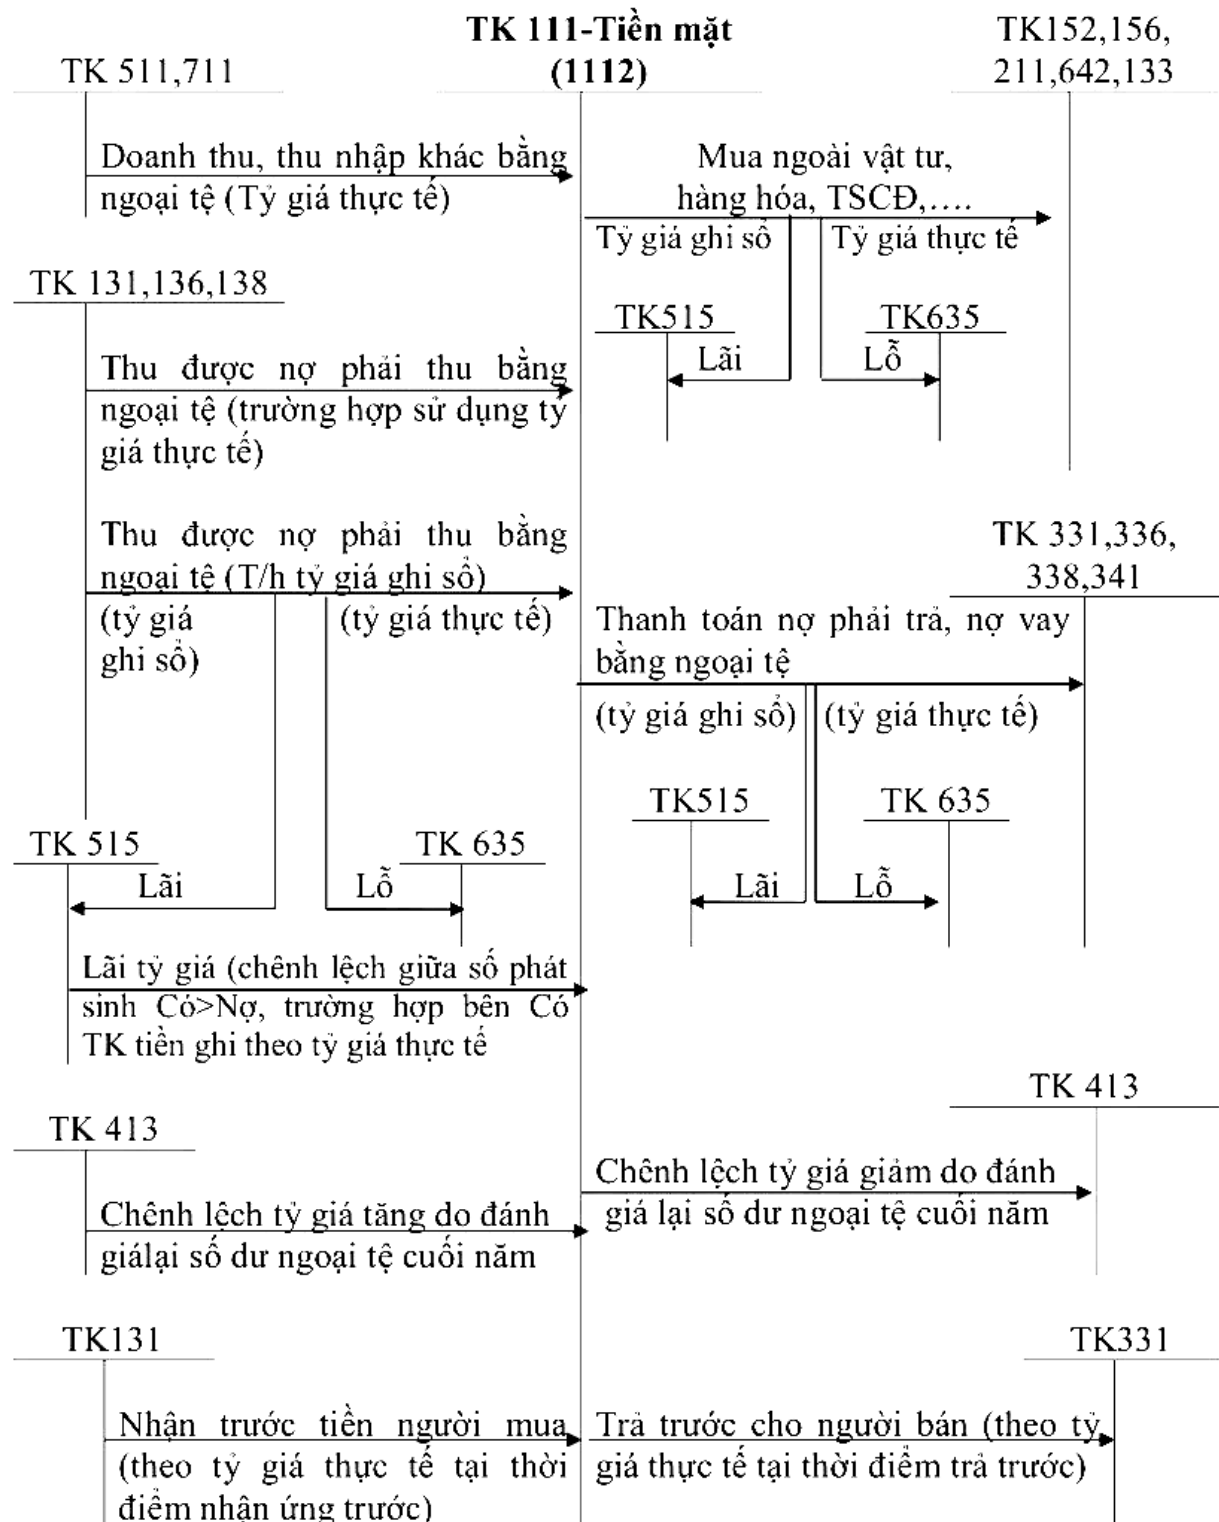 TK 111-Tiền mặt
(1112)
TK 511,711
TK152,156,
211,642,133
Doanh thu, thu nhập khác bằng
ngoại tệ (Tỷ giá thực tế)
Mua ngoài vật tư,
hàng hóa, TSCĐ,....
Tỷ giá ghi sổ
Tỷ giá thực tế
TK 131,136,138
TK515
TK635
Lãi
Lỗ
Thu được nợ phải thu bằng
ngoại tệ (trường hợp sử dụng tỷ
giá thực tế)
Thu được nợ phải thu bằng
ngoại tệ (T/h tỷ giá ghi sổ)
(tỷ giá
ghi sổ)
(tỷ giá thực tế)
TK 331,336,
338,341
Thanh toán nợ phải trả, nợ vay
bằng ngoại tệ
(tỷ giá ghi sổ)
(tỷ giá thực tế)
TK515
TK 635
Lãi
Lỗ
TK 515
TK 635
Lãi
Lỗ
Lãi tỷ giá (chênh lệch giữa số phát
sinh Có>Nợ, trường hợp bên Có
TK tiền ghi theo tỷ giá thực tế
TK 413
TK 413
Chênh lệch tỷ giá tăng do đánh
giálại số dư ngoại tệ cuối năm
Chênh lệch tỷ giá giảm do đánh
giá lại số dư ngoại tệ cuối năm
TK131
TK331
Nhận trước tiền người mua
(theo tỷ giá thực tế tại thời
điểm nhận ứng trước)
Trả trước cho người bán (theo tỷ
giá thực tế tại thời điểm trả trước)